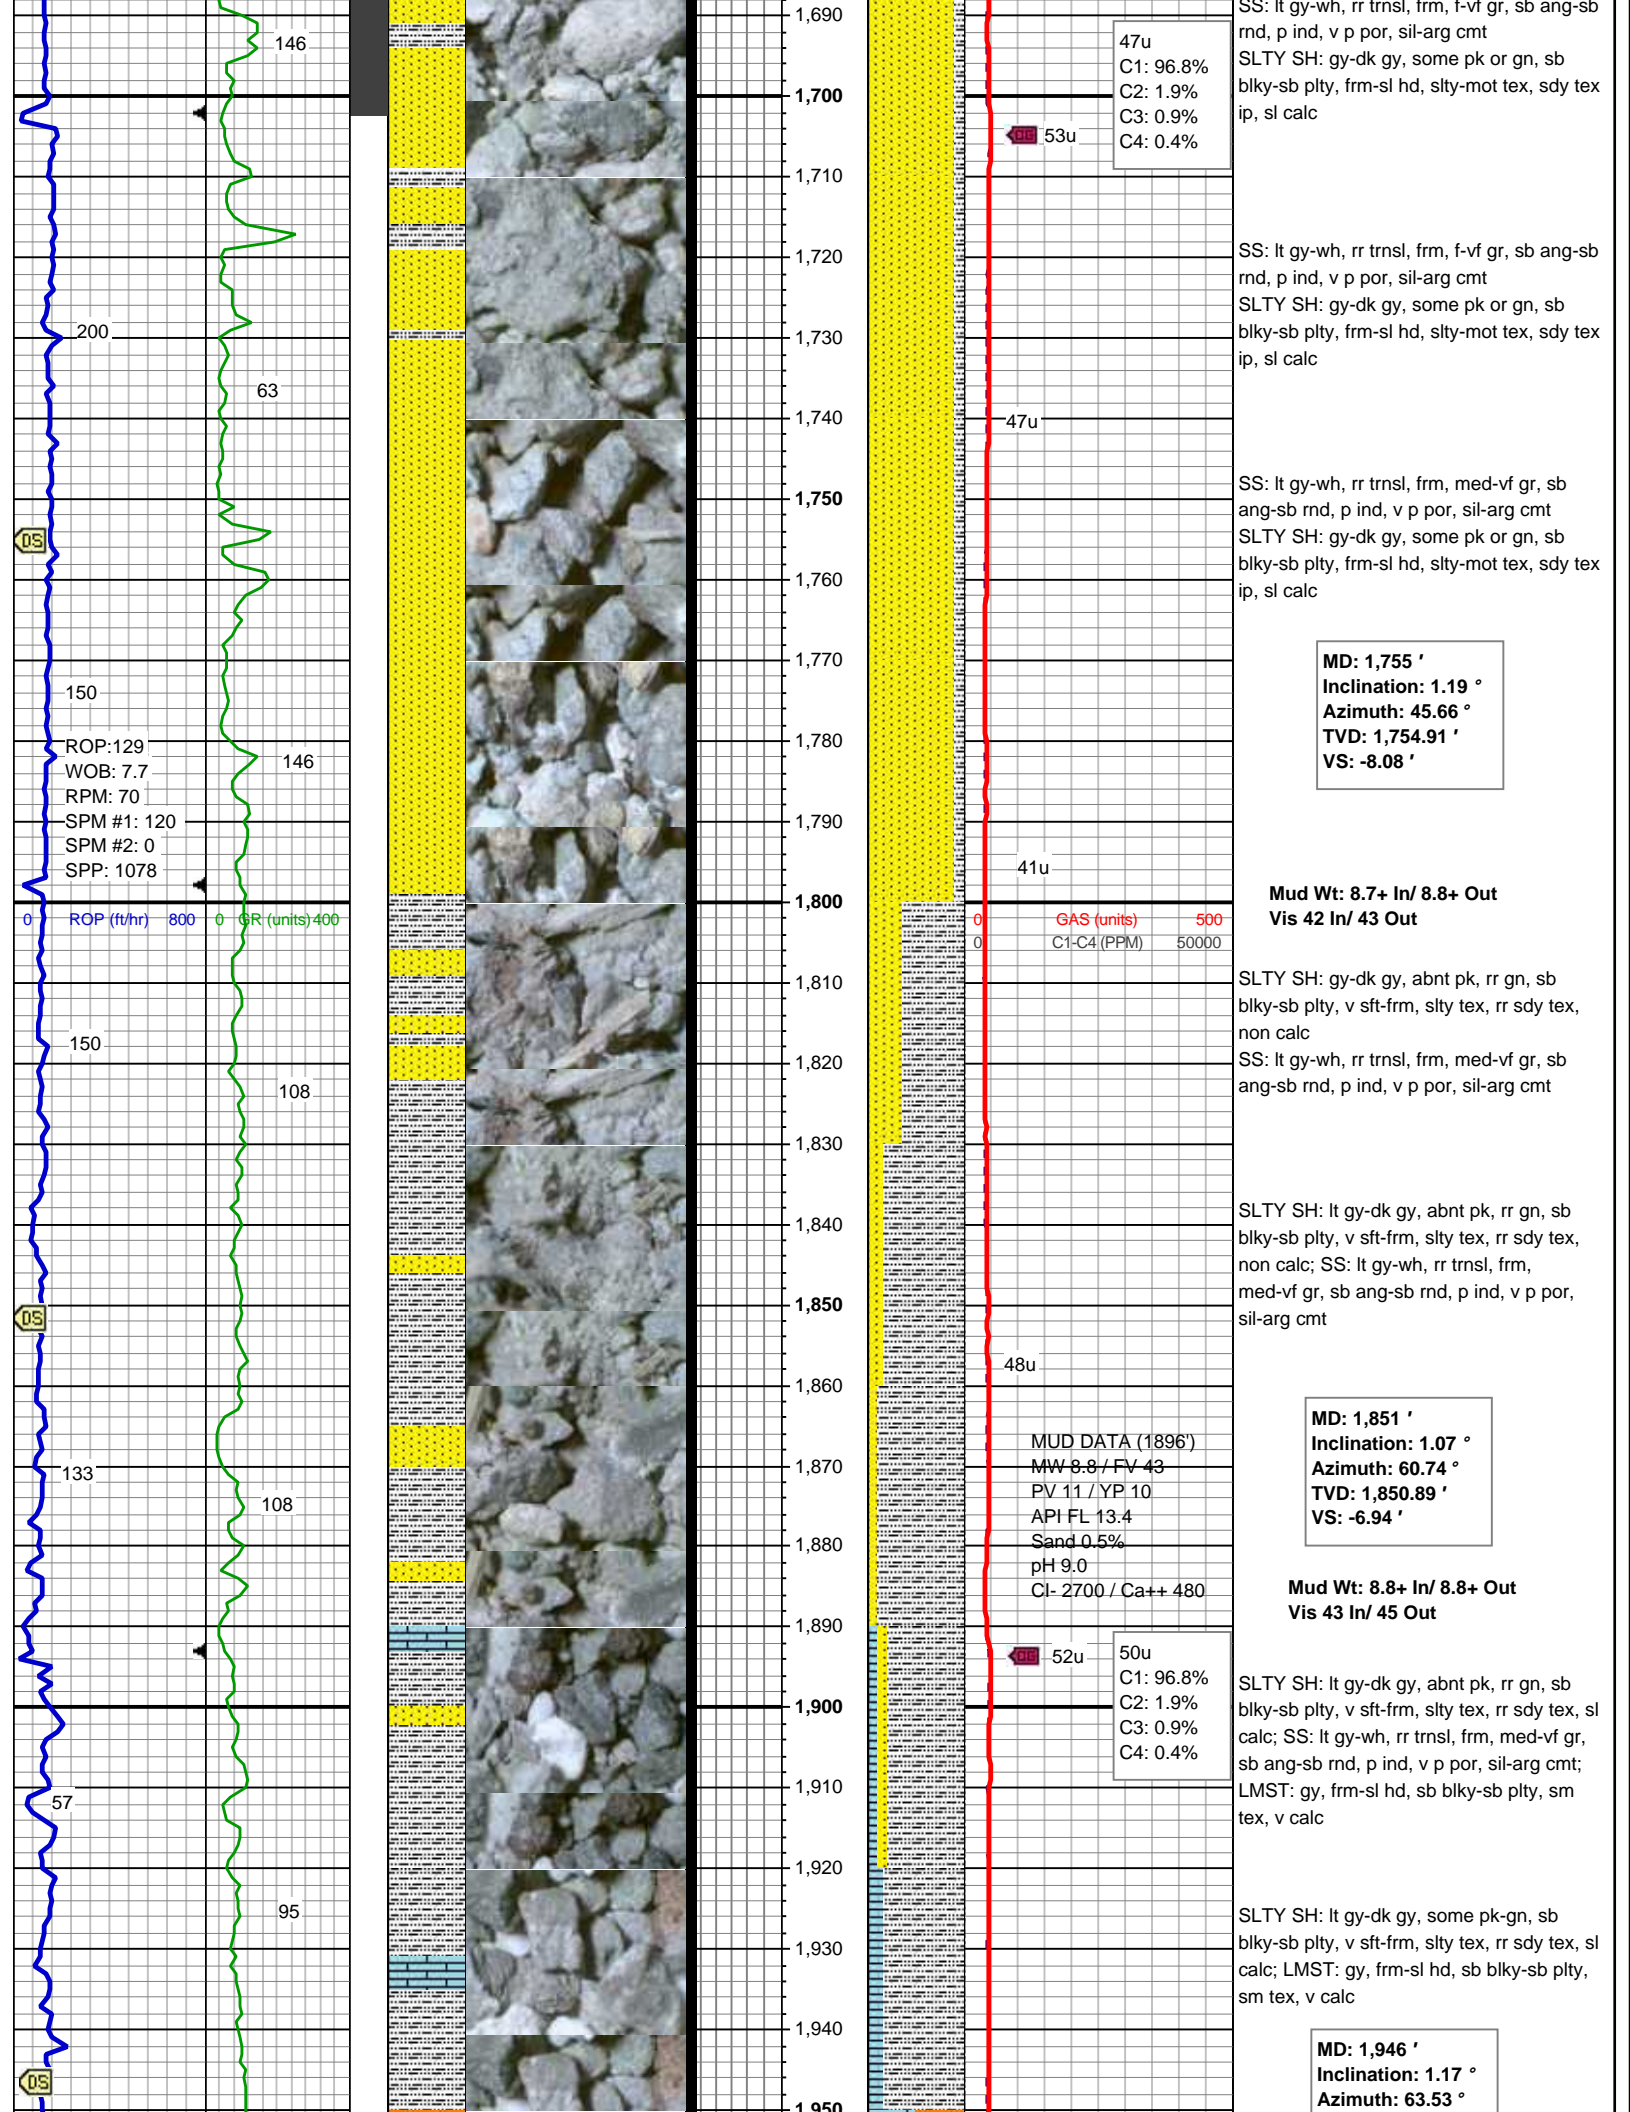 SS: lt gy-wh, rr trnsl, frm, f-vf gr, sb ang-sb
rnd, p ind, v p por, sil-arg cmt
SLTY SH: gy-dk gy, some pk or gn, sb
blky-sb plty, frm-sl hd, slty-mot tex, sdy tex
ip, sl calc
1,690
146
47u
C1: 96.8%
C2: 1.9%
C3: 0.9%
C4: 0.4%
1,700
CG 53u
1,710
1,720
SS: lt gy-wh, rr trnsl, frm, f-vf gr, sb ang-sb
rnd, p ind, v p por, sil-arg cmt
SLTY SH: gy-dk gy, some pk or gn, sb
blky-sb plty, frm-sl hd, slty-mot tex, sdy tex
ip, sl calc
200
1,730
63
1,740
47u
1,750
SS: lt gy-wh, rr trnsl, frm, med-vf gr, sb
ang-sb rnd, p ind, v p por, sil-arg cmt
SLTY SH: gy-dk gy, some pk or gn, sb
blky-sb plty, frm-sl hd, slty-mot tex, sdy tex
ip, sl calc
DS
1,760
1,770
MD: 1,755 '
Inclination: 1.19 °
Azimuth: 45.66 °
TVD: 1,754.91 '
VS: -8.08 '
150
1,780
ROP:129
WOB: 7.7
RPM: 70
SPM #1: 120
SPM #2: 0
SPP: 1078
146
1,790
41u
1,800
Mud Wt: 8.7+ In/ 8.8+ Out
Vis 42 In/ 43 Out
0 ROP (ft/hr) 800 0 GR (units) 400
0 GAS (units) 500
0 C1-C4 (PPM) 50000
1,810
SLTY SH: gy-dk gy, abnt pk, rr gn, sb
blky-sb plty, v sft-frm, slty tex, rr sdy tex,
non calc
SS: lt gy-wh, rr trnsl, frm, med-vf gr, sb
ang-sb rnd, p ind, v p por, sil-arg cmt
150
1,820
108
1,830
1,840
SLTY SH: lt gy-dk gy, abnt pk, rr gn, sb
blky-sb plty, v sft-frm, slty tex, rr sdy tex,
non calc; SS: lt gy-wh, rr trnsl, frm,
med-vf gr, sb ang-sb rnd, p ind, v p por,
sil-arg cmt
1,850
DS
48u
1,860
MUD DATA (1896')
MW 8.8 / FV 43
PV 11 / YP 10
API FL 13.4
Sand 0.5%
pH 9.0
Cl- 2700 / Ca++ 480
MD: 1,851 '
Inclination: 1.07 °
Azimuth: 60.74 °
TVD: 1,850.89 '
VS: -6.94 '
1,870
133
108
1,880
Mud Wt: 8.8+ In/ 8.8+ Out
Vis 43 In/ 45 Out
1,890
CG 52u
50u
C1: 96.8%
C2: 1.9%
C3: 0.9%
C4: 0.4%
1,900
SLTY SH: lt gy-dk gy, abnt pk, rr gn, sb
blky-sb plty, v sft-frm, slty tex, rr sdy tex, sl
calc; SS: lt gy-wh, rr trnsl, frm, med-vf gr,
sb ang-sb rnd, p ind, v p por, sil-arg cmt;
LMST: gy, frm-sl hd, sb blky-sb plty, sm
tex, v calc
1,910
57
1,920
95
1,930
SLTY SH: lt gy-dk gy, some pk-gn, sb
blky-sb plty, v sft-frm, slty tex, rr sdy tex, sl
calc; LMST: gy, frm-sl hd, sb blky-sb plty,
sm tex, v calc
1,940
DS
MD: 1,946 '
Inclination: 1.17 °
Azimuth: 63.53 °
1,950